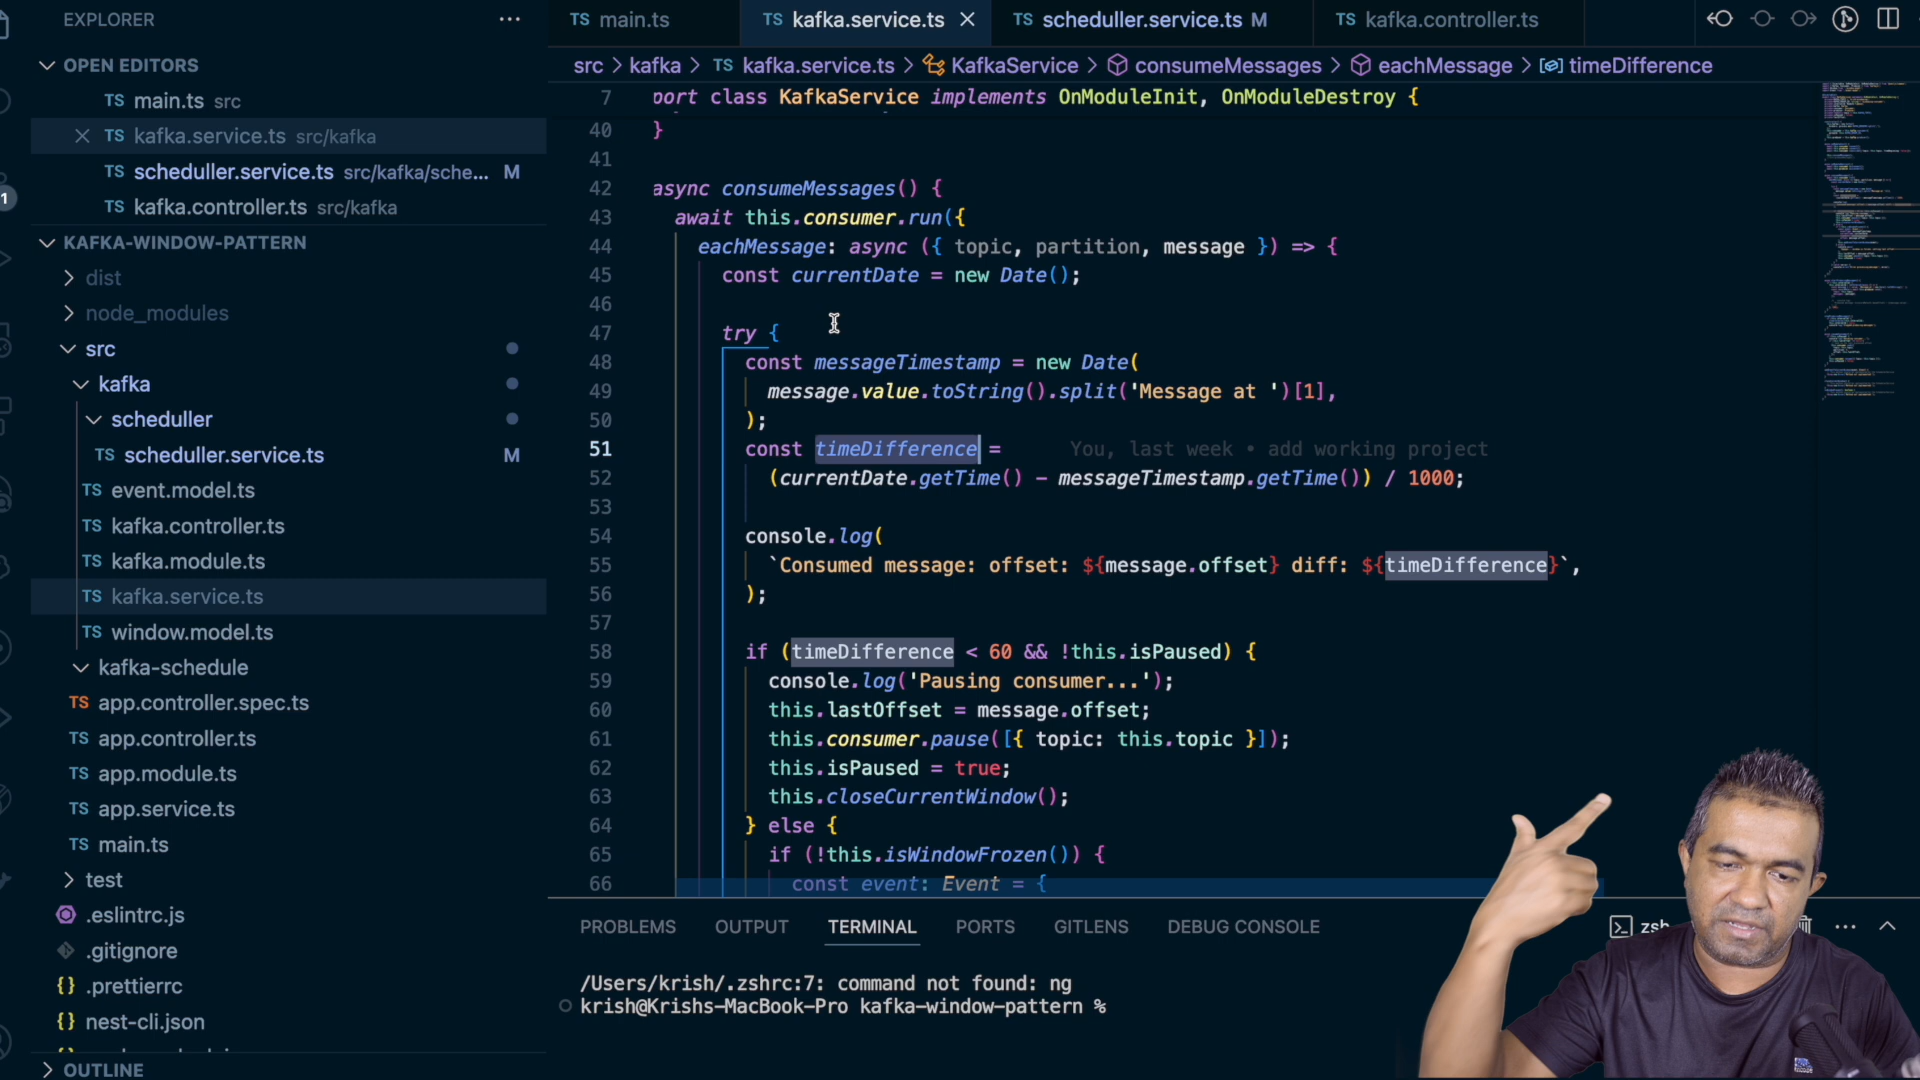 EXPLORER
OPEN EDITORS
TS main.ts src
TS kafka.service.ts src/kafka
TS scheduller.service.ts src/kafka/sche... M
TS kafka.controller.ts src/kafka
1
KAFKA-WINDOW-PATTERN
dist
node_modules
src
kafka
scheduller
TS scheduller.service.ts M
TS event.model.ts
TS kafka.controller.ts
TS kafka.module.ts
TS kafka.service.ts
TS window.model.ts
kafka-schedule
TS app.controller.spec.ts
TS app.controller.ts
TS app.module.ts
TS app.service.ts
TS main.ts
test
.eslintrc.js
.gitignore
{} .prettierrc
{} nest-cli.json
OUTLINE
TS main.ts TS kafka.service.ts TS scheduller.service.ts M TS kafka.controller.ts
src > kafka > TS kafka.service.ts > KafkaService > consumeMessages > eachMessage > timeDifference
7 port class KafkaService implements OnModuleInit, OnModuleDestroy {
40 }
41
42 async consumeMessages() {
43 await this.consumer.run({
44 eachMessage: async ({ topic, partition, message }) => {
45 const currentDate = new Date();
46
47 try {
48 const messageTimestamp = new Date(
49 message.value.toString().split('Message at ')[1],
50 );
51 const timeDifference = You, last week • add working project
52 (currentDate.getTime() - messageTimestamp.getTime()) / 1000;
53
54 console.log(
55 `Consumed message: offset: ${message.offset} diff: ${timeDifference}`,
56 );
57
58 if (timeDifference < 60 && !this.isPaused) {
59 console.log('Pausing consumer...');
60 this.lastOffset = message.offset;
61 this.consumer.pause([{ topic: this.topic }]);
62 this.isPaused = true;
63 this.closeCurrentWindow();
64 } else {
65 if (!this.isWindowFrozen()) {
66 const event: Event = {
PROBLEMS OUTPUT TERMINAL PORTS GITLENS DEBUG CONSOLE zsh
/Users/krish/.zshrc:7: command not found: ng
krish@Krishs-MacBook-Pro kafka-window-pattern %